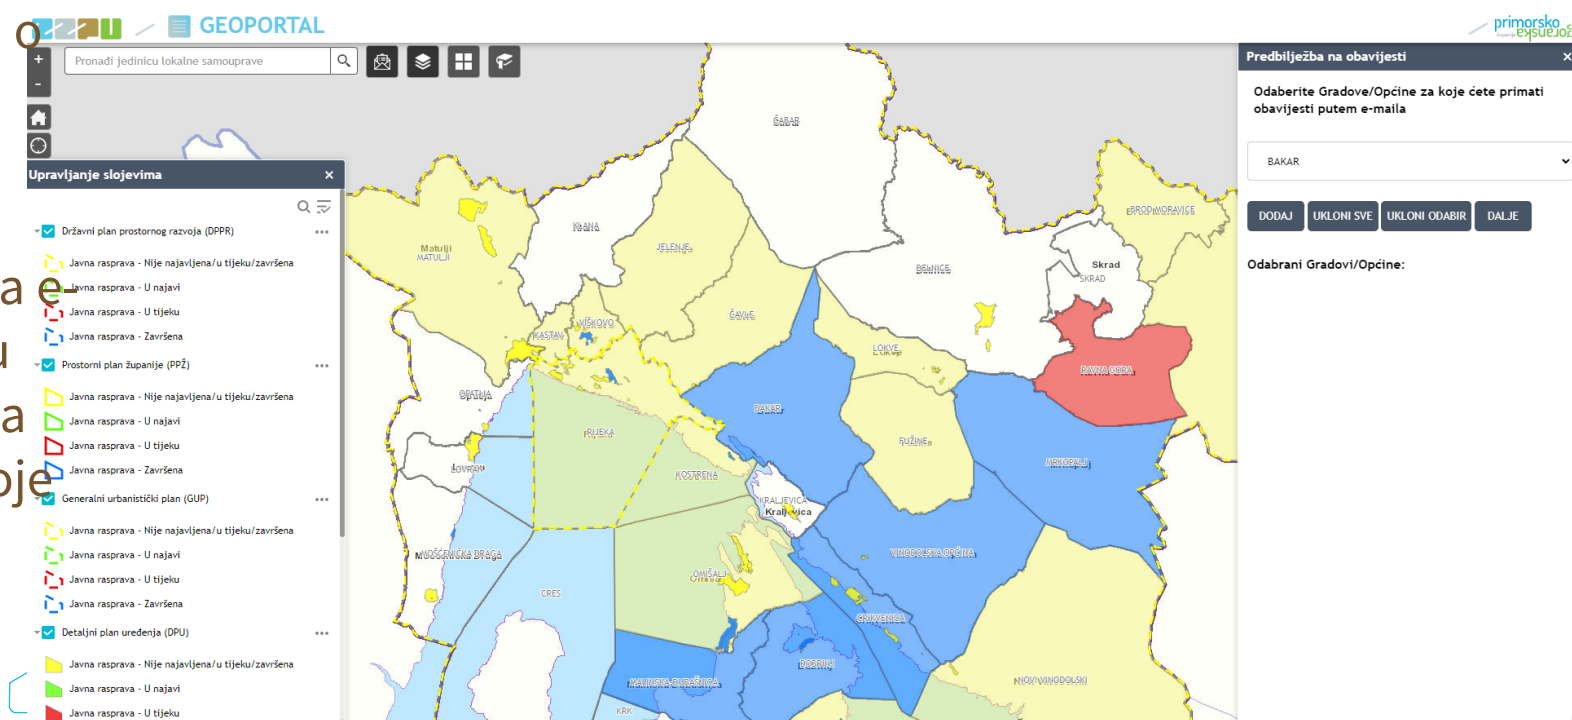 o
GEOPORTAL
primorsko
Pronađi jedinicu lokalne samouprave
Predbilježba na obavijesti
×
Odaberite Gradove/Općine za koje ćete primati
obavijesti putem e-maila
BAKAR
DODAJ UKLONI SVE UKLONI ODABIR DALJE
Odabrani Gradovi/Općine:
+
-
Upravljanje slojevima ×
Državni plan prostornog razvoja (DPPR)
Javna rasprava - Nije najavljena/u tijeku/završena
Javna rasprava - U najavi
Javna rasprava - U tijeku
Javna rasprava - Završena
Prostorni plan županije (PPŽ)
Javna rasprava - Nije najavljena/u tijeku/završena
Javna rasprava - U najavi
Javna rasprava - U tijeku
Javna rasprava - Završena
Generalni urbanistički plan (GUP)
Javna rasprava - Nije najavljena/u tijeku/završena
Javna rasprava - U najavi
Javna rasprava - U tijeku
Javna rasprava - Završena
Detaljni plan uređenja (DPU)
Javna rasprava - Nije najavljena/u tijeku/završena
Javna rasprava - U najavi
Javna rasprava - U tijeku
a e-
u
a
oje
ČABAR
BROD MORAVICE
KLANA
JELENJE
Matulji
MATULJI
DELNICE
Skrad
SKRAD
ČAVLE
VIŠKOVO
KASTAV
LOKVE
RAVNA GORA
OPATIJA
BAKAR
RIJEKA
FUŽINE
LOVRAN
KOSTRENA
MRKOPALJ
KRALJEVICA
Kraljevica
MOŠĆENIČKA DRAGA
VINODOLSKA OPĆINA
OMIŠALJ
CRES
CRIKVENICA
DOBRINJ
MALINSKA-DUBAŠNICA
NOVI VINODOLSKI
KRK